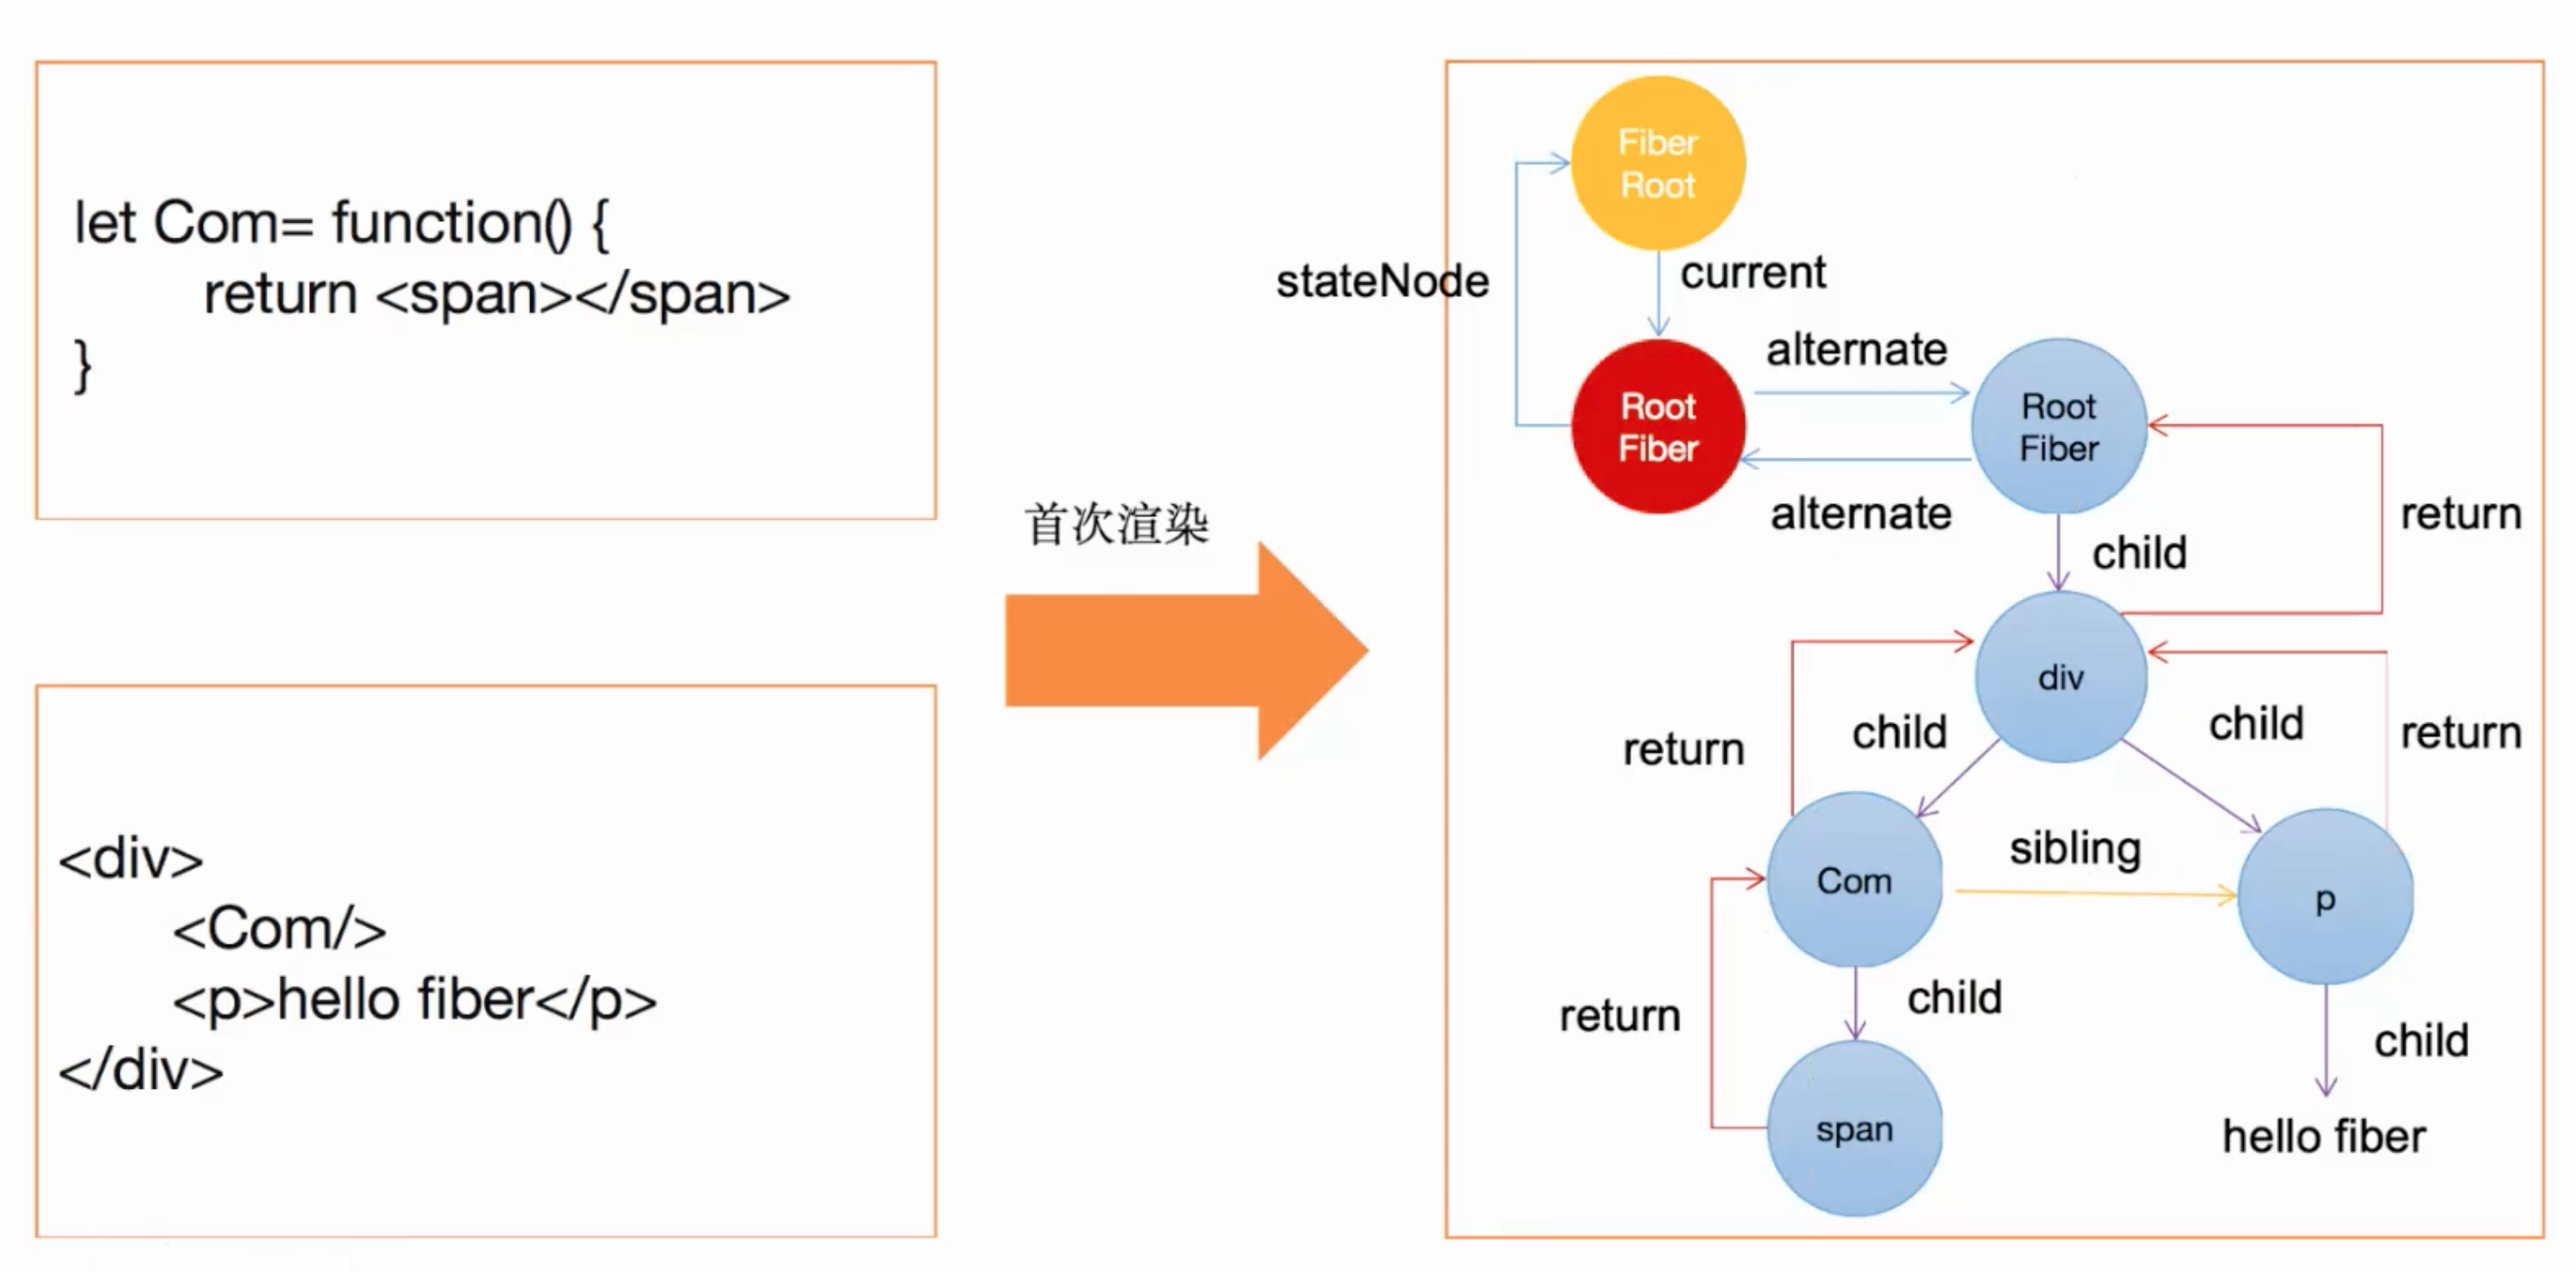 let Com= function() {
return <span></span>
}
<div>
<Com/>
<p>hello fiber</p>
</div>
首次渲染
Fiber
Root
stateNode
current
Root
Fiber
alternate
alternate
Root
Fiber
child
return
div
return
child
child
return
Com
sibling
p
return
child
child
span
hello fiber